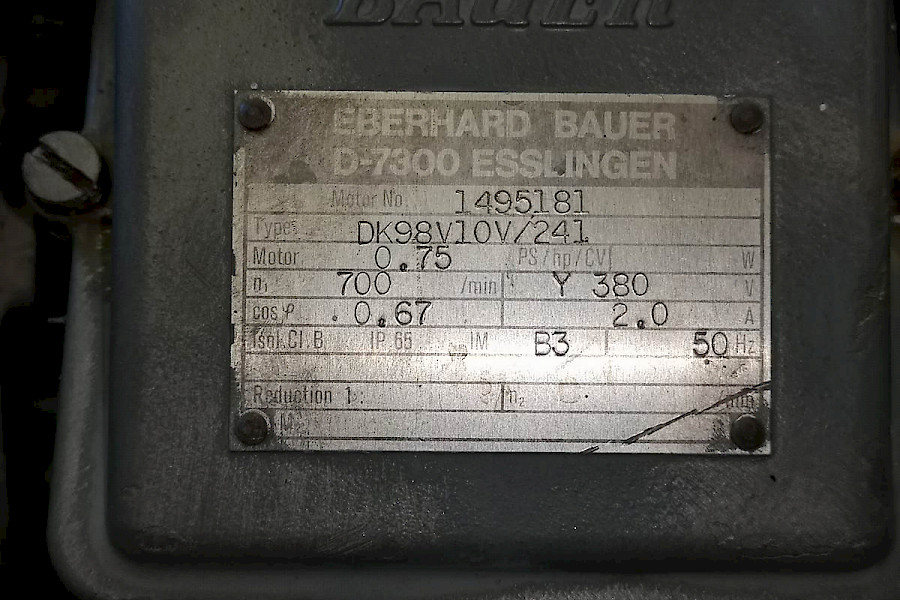 BAUER
EBERHARD BAUER
D-7300 ESSLINGEN
Motor No. 1495181
Type DK98V10V/241
Motor 0.75 PS/hp/CV W
n₁ 700 /min Y 380 V
cos φ 0.67 2.0 A
Isol.Cl. B IP 65 IM B3 50 Hz
Reduction 1: n₂ /min
M₂